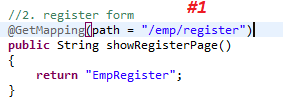 #1
//2. register form
@GetMapping(path = "/emp/register")
public String showRegisterPage()
{
return "EmpRegister";
}